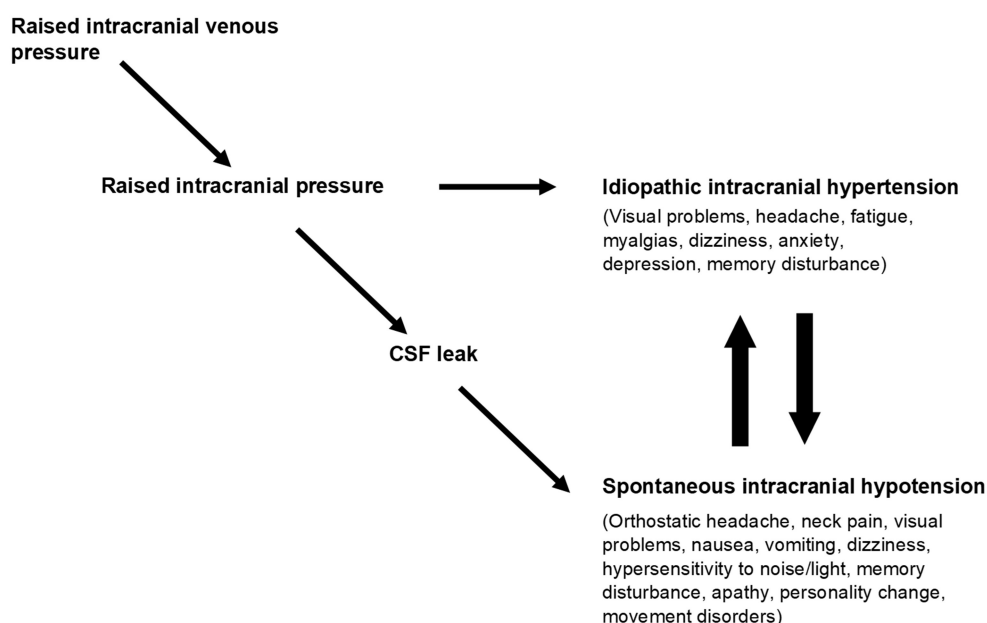 Raised intracranial venous
pressure
Raised intracranial pressure
Idiopathic intracranial hypertension
(Visual problems, headache, fatigue,
myalgias, dizziness, anxiety,
depression, memory disturbance)
CSF leak
Spontaneous intracranial hypotension
(Orthostatic headache, neck pain, visual
problems, nausea, vomiting, dizziness,
hypersensitivity to noise/light, memory
disturbance, apathy, personality change,
movement disorders)